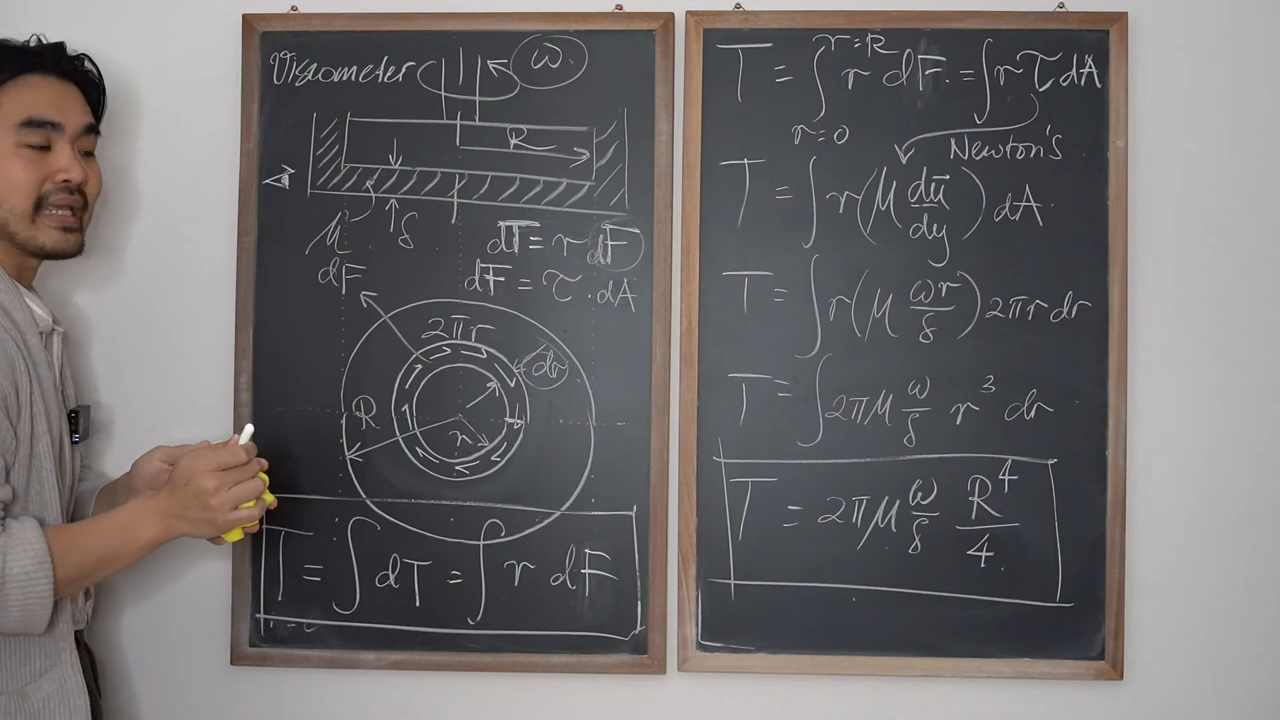 Viscometer ω
R
μ δ
dT = r dF
dF
dF = τ · dA
2πr
dr
R
r
T = ∫ dT = ∫ r dF
T = ∫ r=R r=0 r dF = ∫ r τ dA
Newton's
T = ∫ r (μ du/dy) dA
T = ∫ r (μ ωr/δ) 2πr dr
T = ∫ 2πμ ω/δ r³ dr
T = 2πμ ω/δ R⁴/4